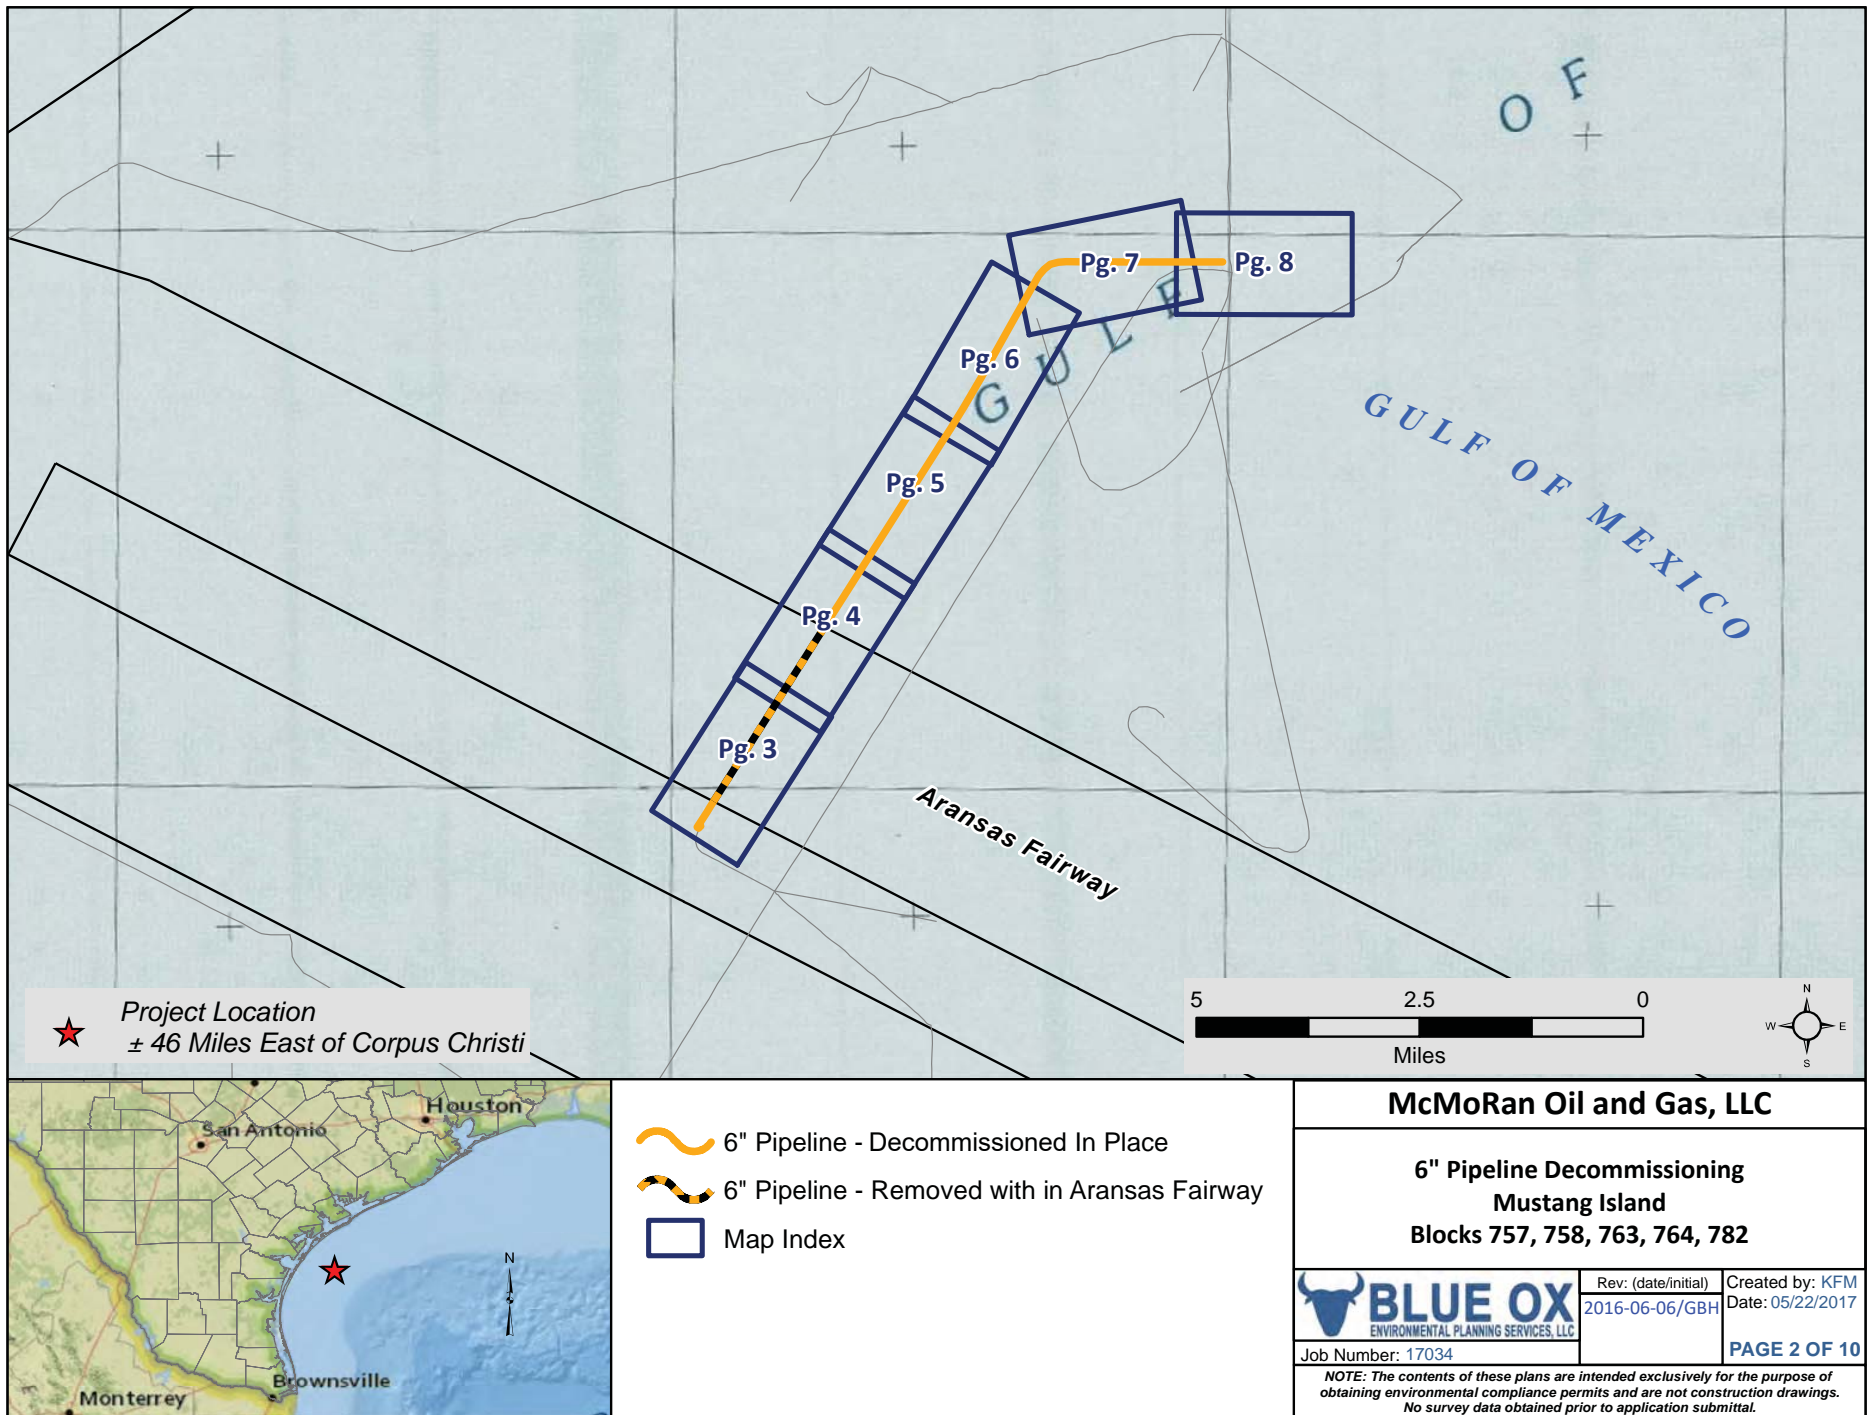 OF
GULF
Pg. 7
Pg. 8
Pg. 6
Pg. 5
Pg. 4
Pg. 3
GULF OF MEXICO
Aransas Fairway
Project Location
± 46 Miles East of Corpus Christi
5 2.5 0
Miles
N
W E
S
Houston
San Antonio
Brownsville
Monterrey
N
6" Pipeline - Decommissioned In Place
6" Pipeline - Removed with in Aransas Fairway
Map Index
McMoRan Oil and Gas, LLC
6" Pipeline Decommissioning
Mustang Island
Blocks 757, 758, 763, 764, 782
BLUE OX
ENVIRONMENTAL PLANNING SERVICES, LLC
Job Number: 17034
Rev: (date/initial)
2016-06-06/GBH
Created by: KFM
Date: 05/22/2017
PAGE 2 OF 10
NOTE: The contents of these plans are intended exclusively for the purpose of
obtaining environmental compliance permits and are not construction drawings.
No survey data obtained prior to application submittal.